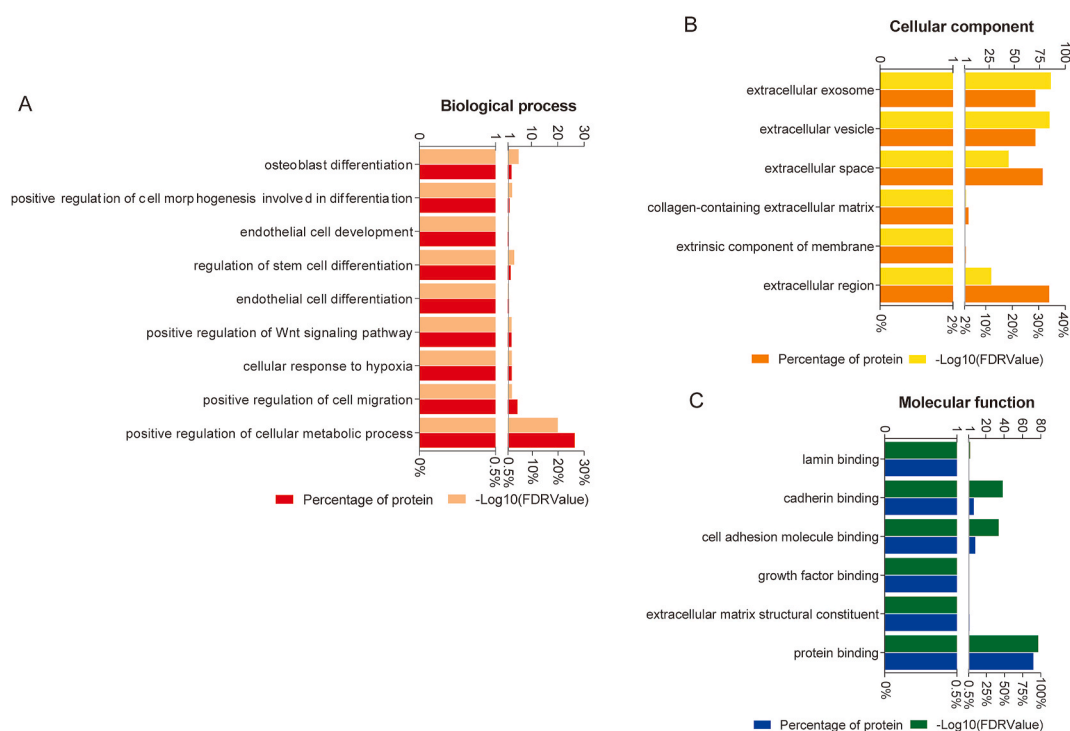 A
Biological process
0 1 1 10 20 30
osteoblast differentiation
positive regulation of cell morphogenesis involved in differentiation
endothelial cell development
regulation of stem cell differentiation
endothelial cell differentiation
positive regulation of Wnt signaling pathway
cellular response to hypoxia
positive regulation of cell migration
positive regulation of cellular metabolic process
0% 0.5% 0.5% 10% 20% 30%
Percentage of protein -Log10(FDRValue)
B
Cellular component
0 1 1 25 50 75 100
extracellular exosome
extracellular vesicle
extracellular space
collagen-containing extracellular matrix
extrinsic component of membrane
extracellular region
0% 2% 2% 10% 20% 30% 40%
Percentage of protein -Log10(FDRValue)
C
Molecular function
0 1 1 20 40 60 80
lamin binding
cadherin binding
cell adhesion molecule binding
growth factor binding
extracellular matrix structural constituent
protein binding
0% 0.5% 0.5% 25% 50% 75% 100%
Percentage of protein -Log10(FDRValue)